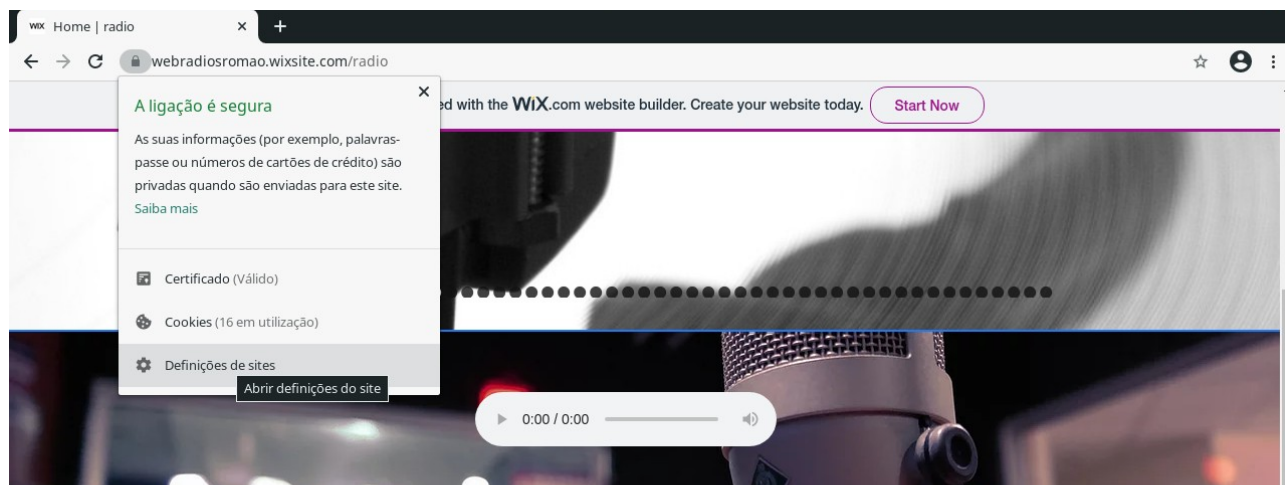 WiX Home | radio
webradiosromao.wixsite.com/radio
ed with the WiX.com website builder. Create your website today. Start Now
A ligação é segura
As suas informações (por exemplo, palavras-
passe ou números de cartões de crédito) são
privadas quando são enviadas para este site.
Saiba mais
Certificado (Válido)
Cookies (16 em utilização)
Definições de sites
Abrir definições do site
0:00 / 0:00